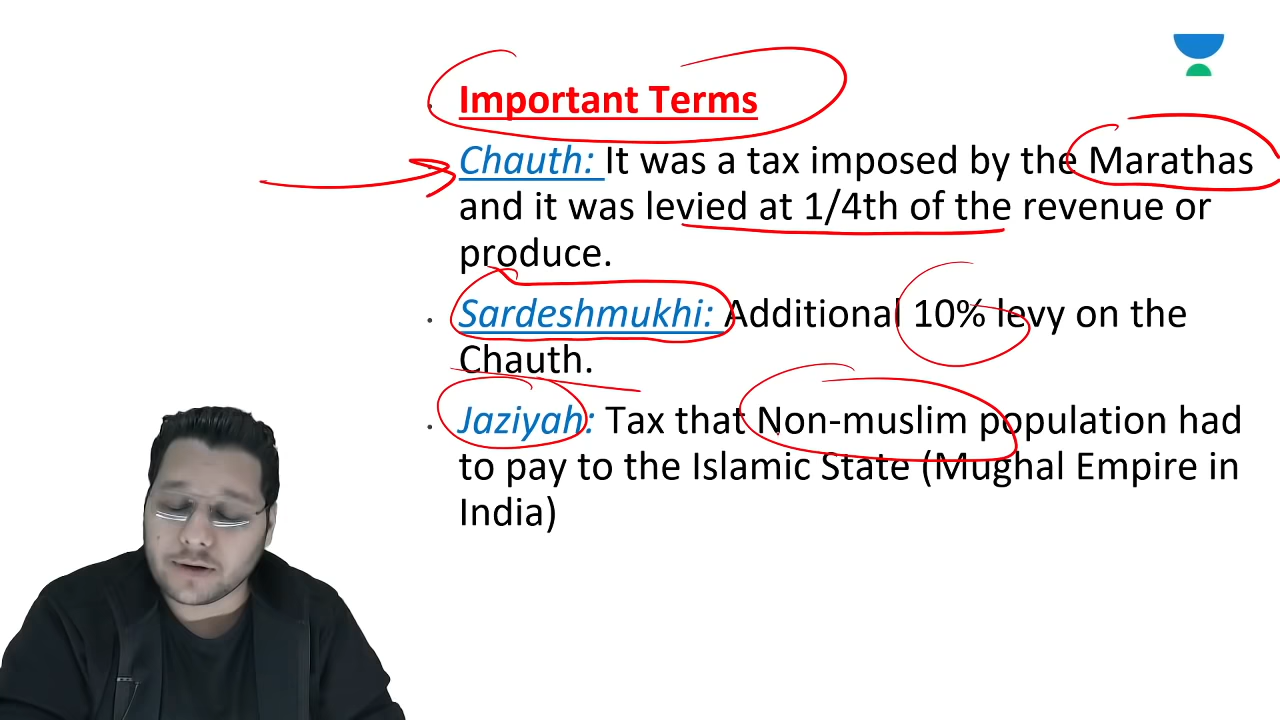 Important Terms
Chauth: It was a tax imposed by the Marathas
and it was levied at 1/4th of the revenue or
produce.
Sardeshmukhi: Additional 10% levy on the
Chauth.
Jaziyah: Tax that Non-muslim population had
to pay to the Islamic State (Mughal Empire in
India)